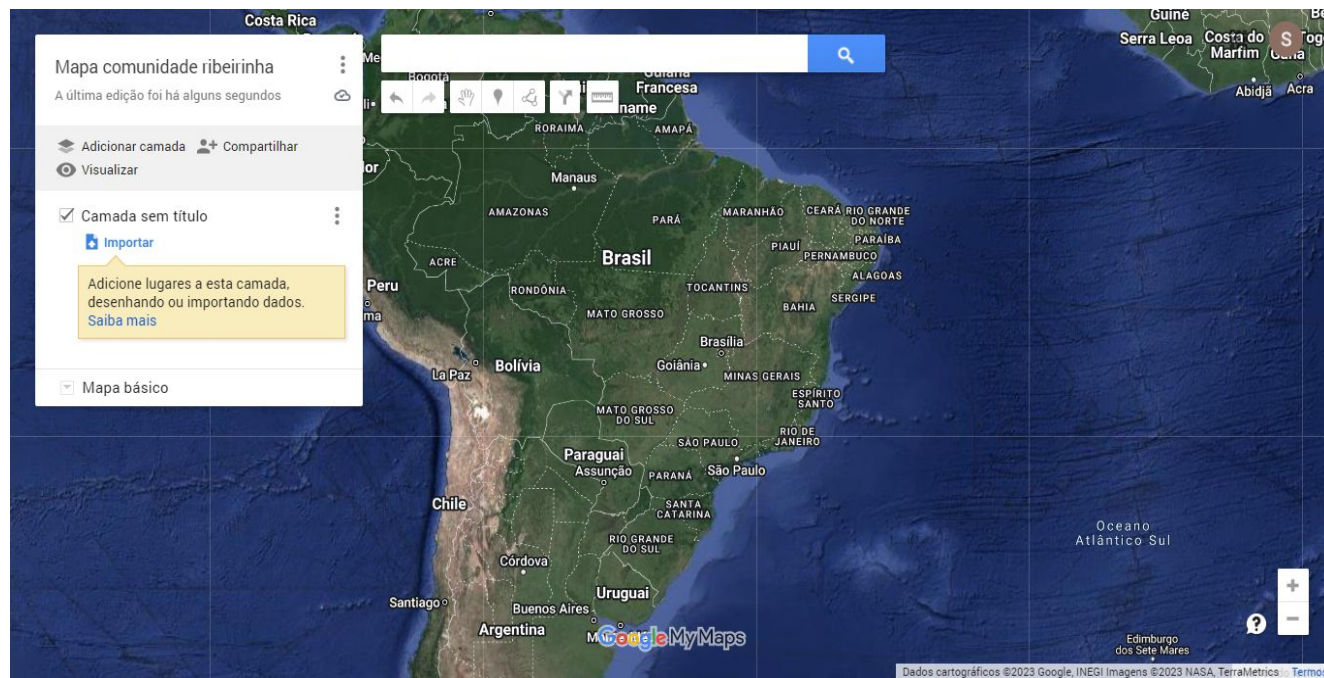 Costa Rica
Guiné
Serra Leoa
Costa do
Marfim
Gana
S
Abidjã
Acra
Mapa comunidade ribeirinha
A última edição foi há alguns segundos
Adicionar camada
Compartilhar
Visualizar
Camada sem título
Importar
Adicione lugares a esta camada,
desenhando ou importando dados.
Saiba mais
Mapa básico
Bogotá
Guiana
Francesa
RORAIMA
AMAPÁ
Manaus
AMAZONAS
PARÁ
MARANHÃO
CEARÁ
RIO GRANDE
DO NORTE
PARAÍBA
PIAUÍ
PERNAMBUCO
ALAGOAS
SERGIPE
Brasil
ACRE
Peru
RONDÔNIA
TOCANTINS
MATO GROSSO
BAHIA
Brasília
Goiânia
MINAS GERAIS
Bolívia
La Paz
ESPÍRITO
SANTO
MATO GROSSO
DO SUL
RIO DE
JANEIRO
SÃO PAULO
Paraguai
Assunção
PARANÁ
São Paulo
Chile
SANTA
CATARINA
RIO GRANDE
DO SUL
Oceano
Atlântico Sul
Córdova
Uruguai
Santiago
Buenos Aires
Argentina
Google My Maps
Edimburgo
dos Sete Mares
Dados cartográficos ©2023 Google, INEGI Imagens ©2023 NASA, TerraMetrics